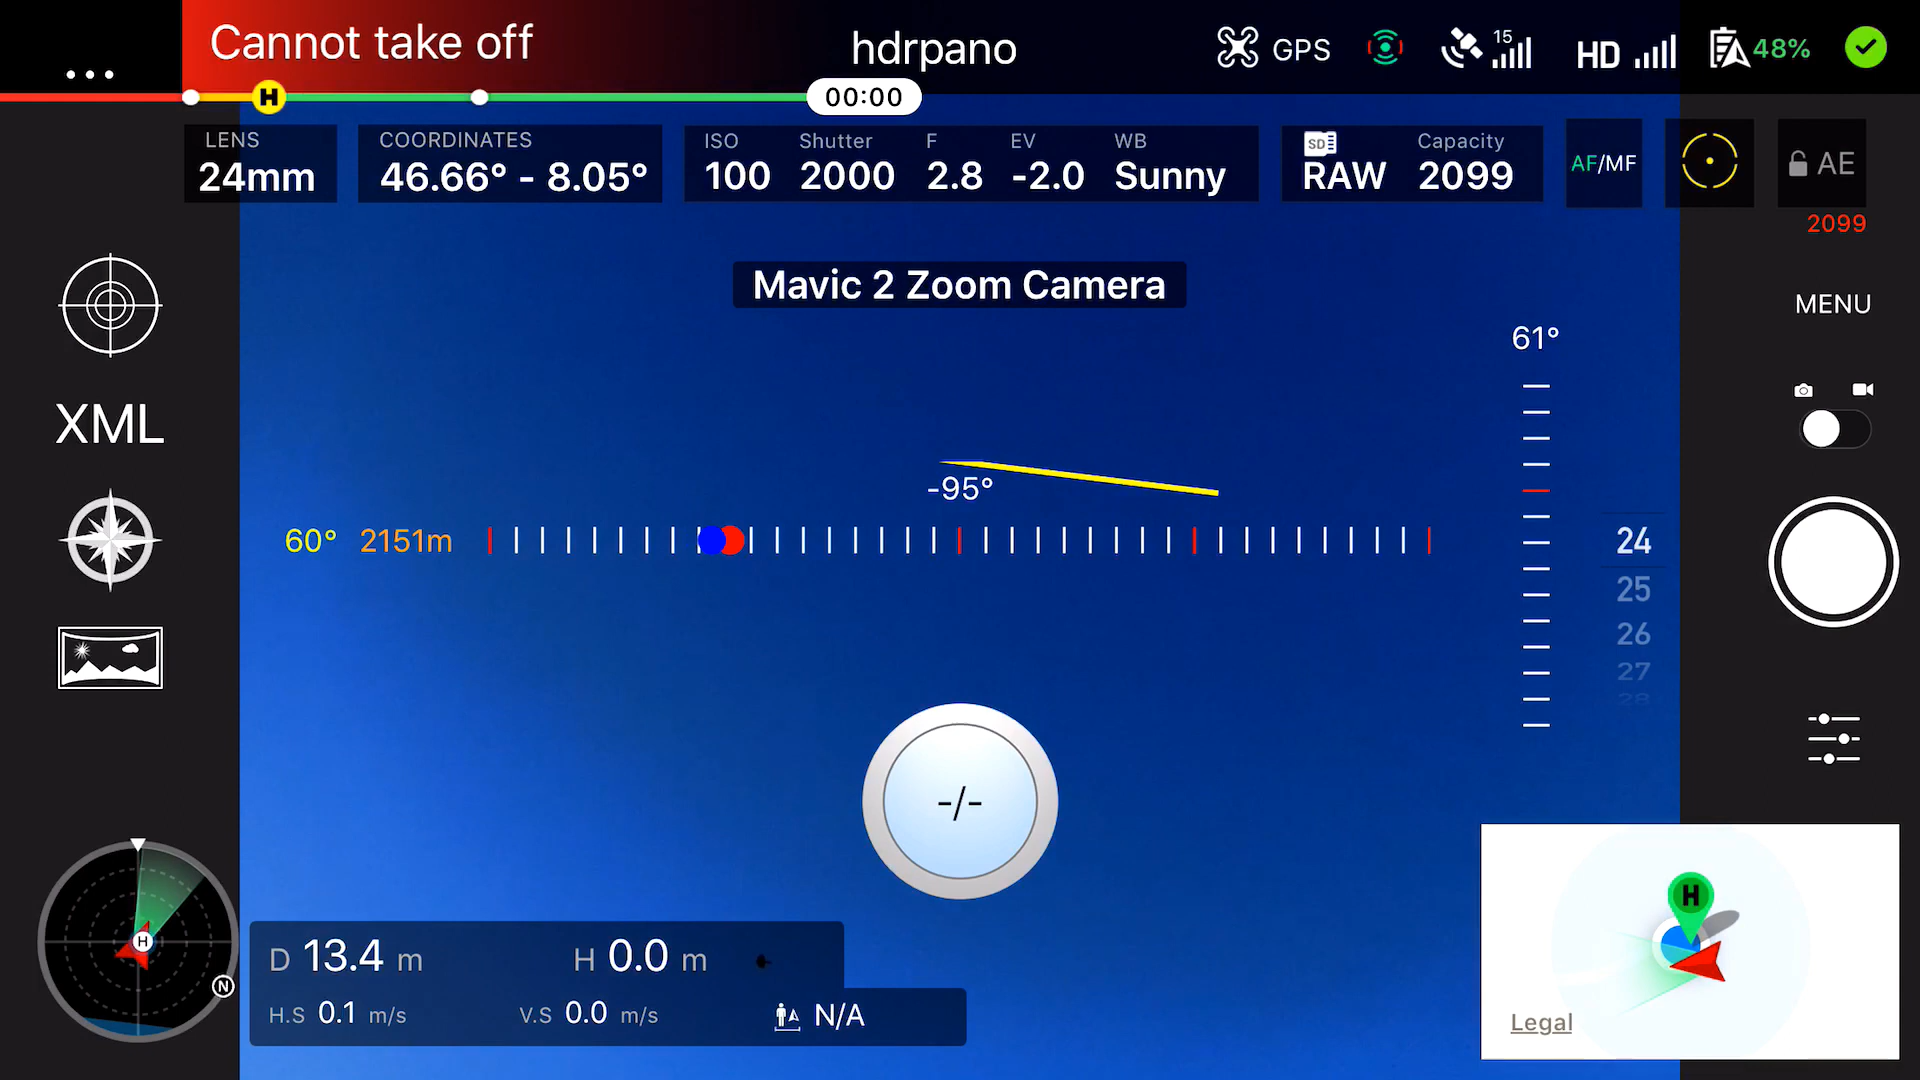 Cannot take off
hdrpano
GPS
15
HD
48%
H
00:00
LENS
24mm
COORDINATES
46.66° - 8.05°
ISO
100
Shutter
2000
F
2.8
EV
-2.0
WB
Sunny
SD
RAW
Capacity
2099
AF/MF
AE
2099
Mavic 2 Zoom Camera
MENU
61°
XML
-95°
60° 2151m
24
25
26
27
28
-/-
H
N
D 13.4 m
H 0.0 m
H.S 0.1 m/s
V.S 0.0 m/s
N/A
H
Legal